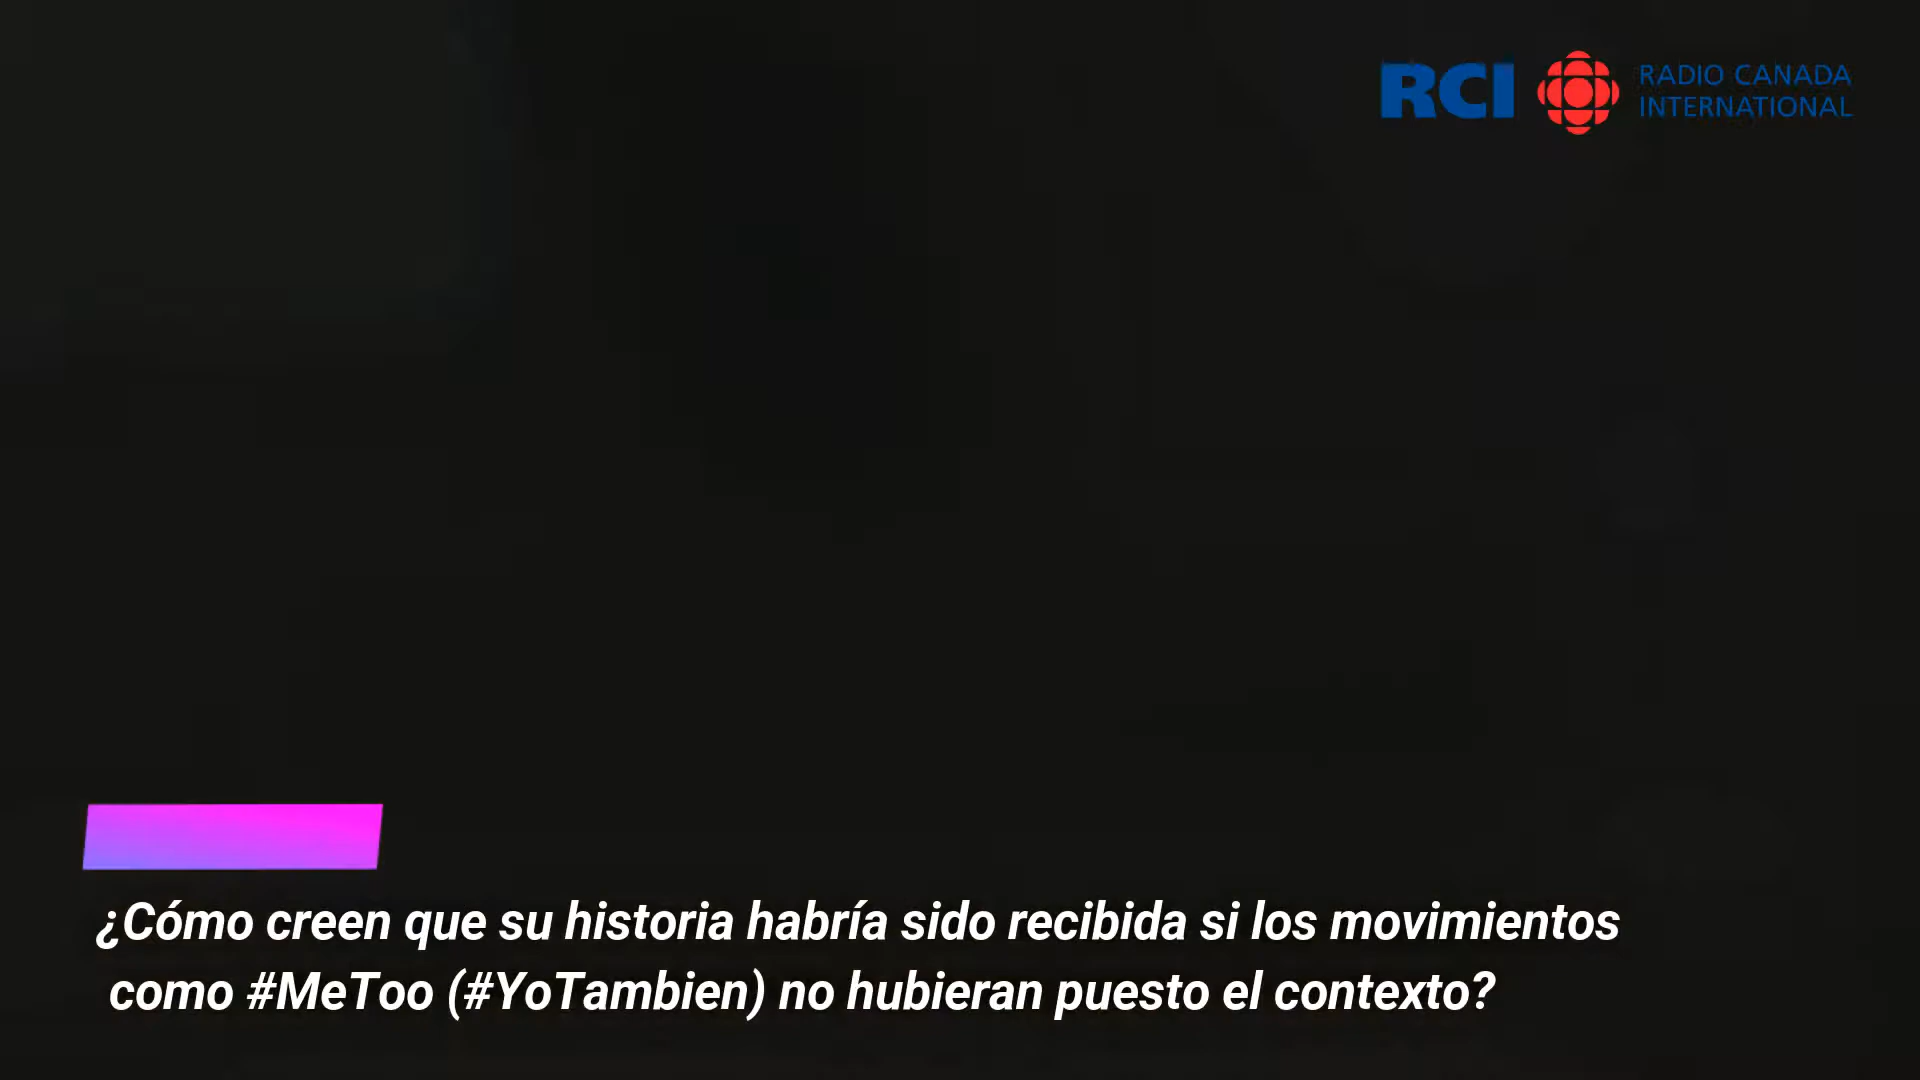 RCI
RADIO CANADA
INTERNATIONAL
¿Cómo creen que su historia habría sido recibida si los movimientos
como #MeToo (#YoTambien) no hubieran puesto el contexto?